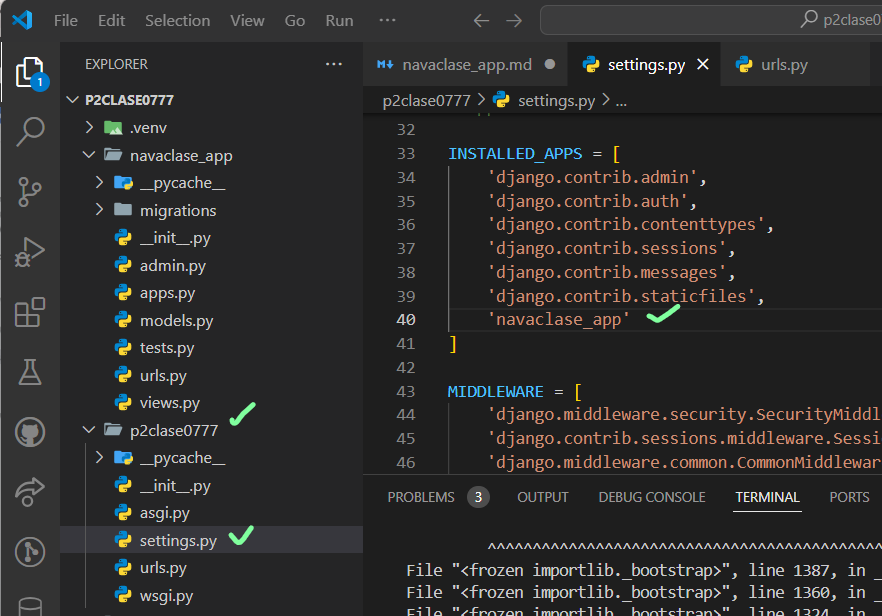 File Edit Selection View Go Run ··· p2clase0
EXPLORER ···
navaclase_app.md settings.py urls.py
1
P2CLASE0777
.venv
navaclase_app
__pycache__
migrations
__init__.py
admin.py
apps.py
models.py
tests.py
urls.py
views.py
p2clase0777
__pycache__
__init__.py
asgi.py
settings.py
urls.py
wsgi.py
p2clase0777 > settings.py > ...
32
33 INSTALLED_APPS = [
34 'django.contrib.admin',
35 'django.contrib.auth',
36 'django.contrib.contenttypes',
37 'django.contrib.sessions',
38 'django.contrib.messages',
39 'django.contrib.staticfiles',
40 'navaclase_app'
41 ]
42
43 MIDDLEWARE = [
44 'django.middleware.security.SecurityMiddl
45 'django.contrib.sessions.middleware.Sessi
46 'django.middleware.common.CommonMiddlewar
PROBLEMS 3 OUTPUT DEBUG CONSOLE TERMINAL PORTS
File "<frozen importlib._bootstrap>", line 1387, in _
File "<frozen importlib._bootstrap>", line 1360, in _
File "<frozen importlib._bootstrap>", line 1324, in